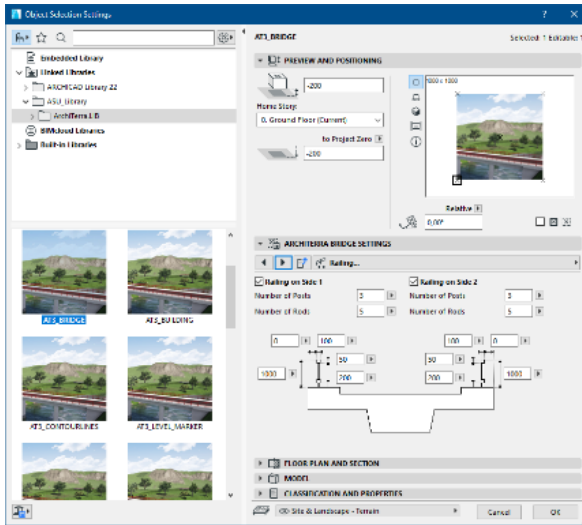 Object Selection Settings
? ×
Embedded Library
Linked Libraries
ARCHICAD Library 22
ASU_Library
BIMcloud Libraries
Built-in Libraries
AT3_BRIDGE
AT3_BUILDING
AT3_CONTOURLINES
AT3_LEVEL_MARKER
AT3_BRIDGE
Selected: 1 Editable: 1
PREVIEW AND POSITIONING
-200
Home Story:
0. Ground Floor (Current)
to Project Zero
-200
1000 x 1000
Relative
0,00°
ARCHITERRA BRIDGE SETTINGS
Railing...
Railing on Side 1
Railing on Side 2
Number of Posts 3
Number of Posts 3
Number of Rods 5
Number of Rods 5
0 100 100 0
50 50
1000 200 200 1000
FLOOR PLAN AND SECTION
MODEL
CLASSIFICATION AND PROPERTIES
Site & Landscape - Terrain
Cancel OK